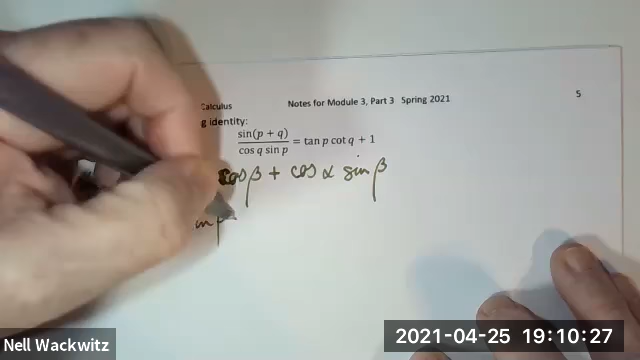 Calculus Notes for Module 3, Part 3 Spring 2021 5
g identity:
sin(p + q)
cos q sin p = tan p cot q + 1
cos β + cos α sin β
in p
Nell Wackwitz
2021-04-25 19:10:27